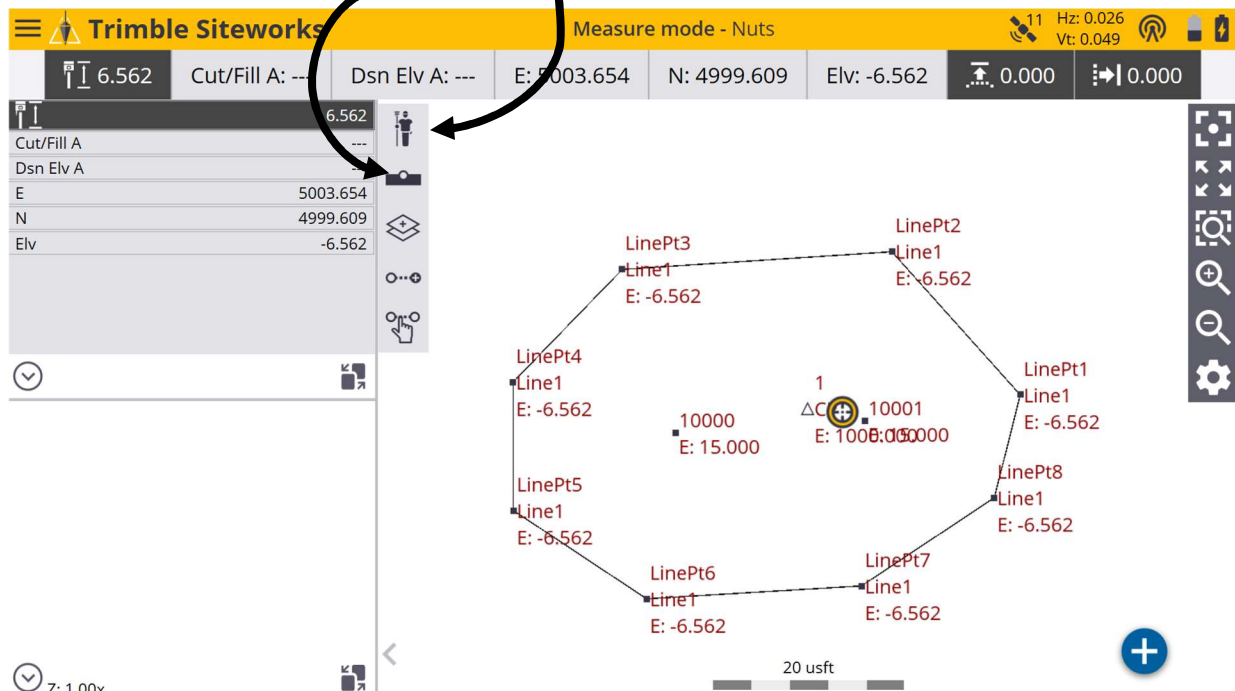 Trimble Siteworks
Measure mode - Nuts
11
Hz: 0.026
Vt: 0.049
6.562
Cut/Fill A: ---
Dsn Elv A: ---
E: 5003.654
N: 4999.609
Elv: -6.562
0.000
0.000
6.562
Cut/Fill A
---
Dsn Elv A
E
5003.654
N
4999.609
Elv
-6.562
LinePt2
Line1
E: -6.562
LinePt3
Line1
E: -6.562
LinePt4
Line1
E: -6.562
LinePt1
Line1
E: -6.562
1
C
E: 1000.000
10001
E: 15.000
10000
E: 15.000
LinePt8
Line1
E: -6.562
LinePt5
Line1
E: -6.562
LinePt7
Line1
E: -6.562
LinePt6
Line1
E: -6.562
20 usft
Z: 1.00x